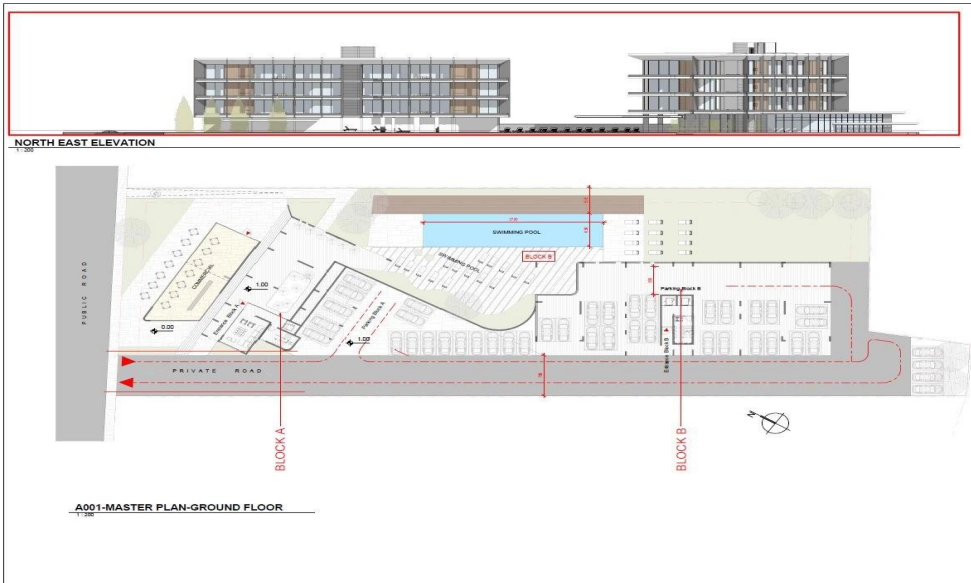 NORTH EAST ELEVATION
1 : 200
PUBLIC ROAD
COMMERCIAL
0.00
Entrance Block A
1.00
Parking Block A
1.00
SWIMMING POOL
SWIMMING POOL
BLOCK B
Parking Block B
Entrance Block B
PRIVATE ROAD
N
BLOCK A
BLOCK B
A001-MASTER PLAN-GROUND FLOOR
1 : 200